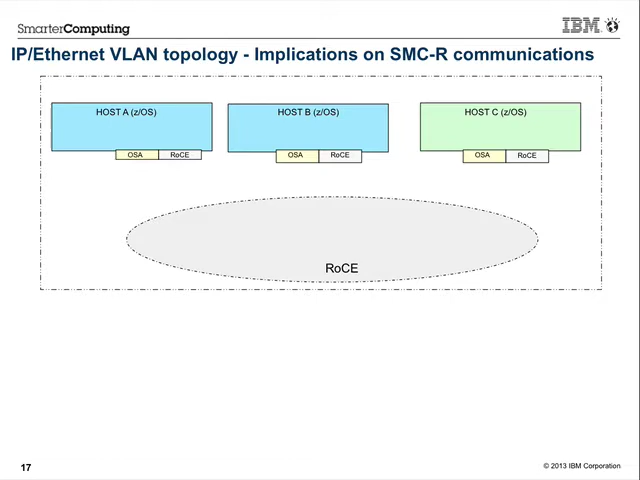 SmarterComputing
IBM
IP/Ethernet VLAN topology - Implications on SMC-R communications
HOST A (z/OS)
HOST B (z/OS)
HOST C (z/OS)
OSA
RoCE
OSA
RoCE
OSA
RoCE
RoCE
17
© 2013 IBM Corporation